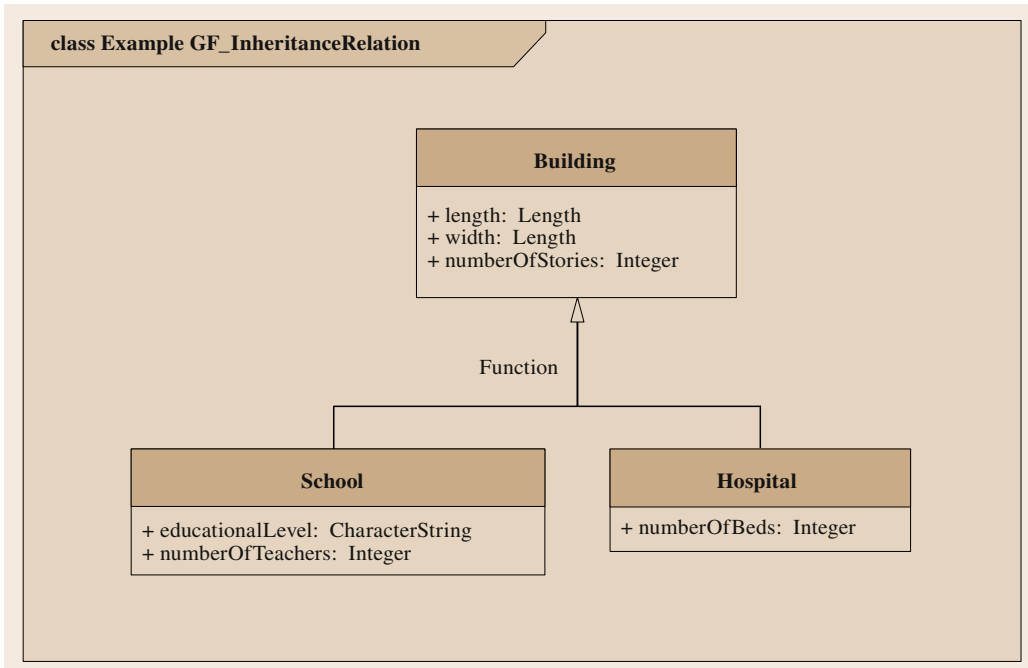 class Example GF_InheritanceRelation
Building
+ length: Length
+ width: Length
+ numberOfStories: Integer
Function
School
+ educationalLevel: CharacterString
+ numberOfTeachers: Integer
Hospital
+ numberOfBeds: Integer